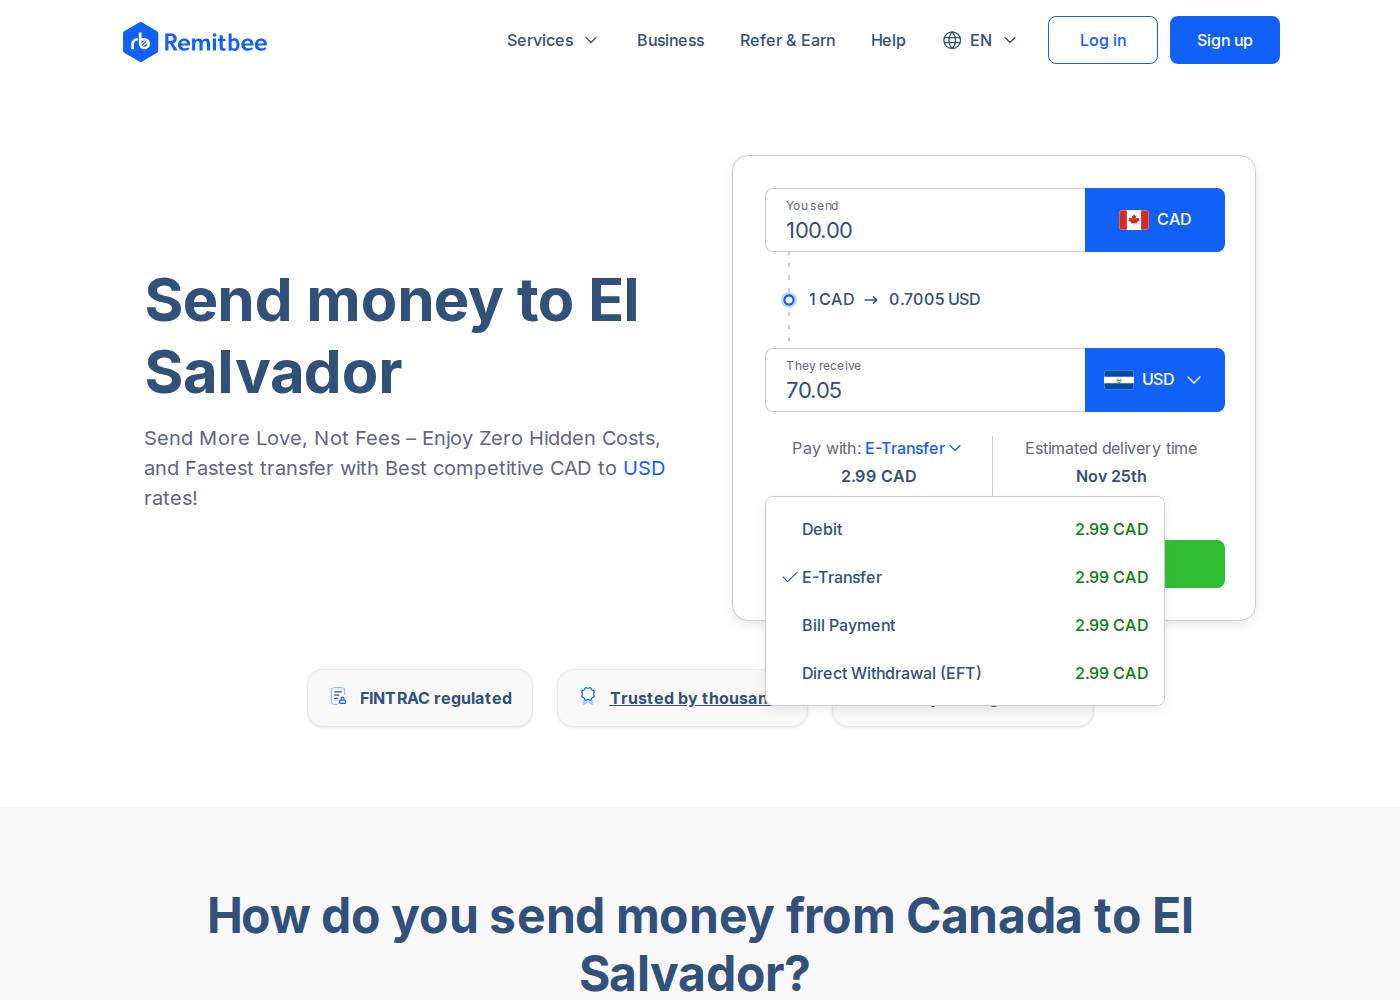 Remitbee
Services
Business
Refer & Earn
Help
EN
Log in
Sign up
Send money to El
Salvador
Send More Love, Not Fees – Enjoy Zero Hidden Costs,
and Fastest transfer with Best competitive CAD to USD
rates!
You send
100.00
CAD
1 CAD → 0.7005 USD
They receive
70.05
USD
Pay with: E-Transfer
2.99 CAD
Estimated delivery time
Nov 25th
Debit 2.99 CAD
E-Transfer 2.99 CAD
Bill Payment 2.99 CAD
Direct Withdrawal (EFT) 2.99 CAD
FINTRAC regulated
Trusted by
How do you send money from Canada to El
Salvador?